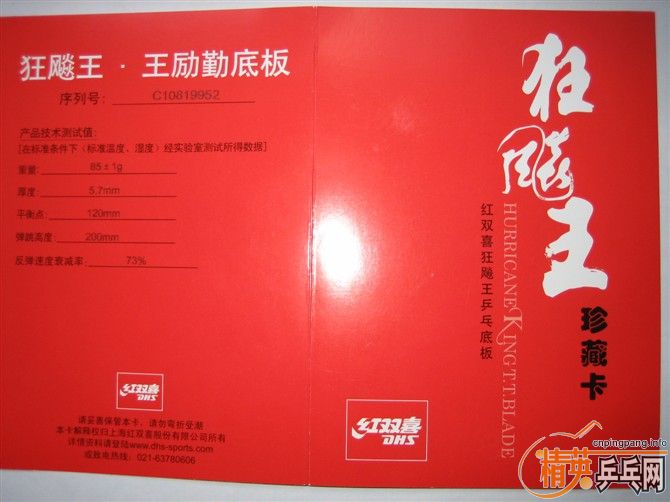 狂飚王 · 王励勤底板
序列号： C10819952
产品技术测试值：
[在标准条件下（标准温度、湿度）经实验室测试所得数据]
重量： 85±1g
厚度： 5.7mm
平衡点： 120mm
弹跳高度： 200mm
反弹速度衰减率： 73%
红双喜
DHS
请妥善保管本卡，请勿弯折受潮
本卡解释权归上海红双喜股份有限公司所有
详情资料请登陆www.dhs-sports.com
或致电热线：021-63780606
狂飚王
HURRICANE KING T.T.BLADE
红双喜狂飚王乒乓底板
珍藏卡
红双喜
DHS
cnpingpang.info
精英乒乓网